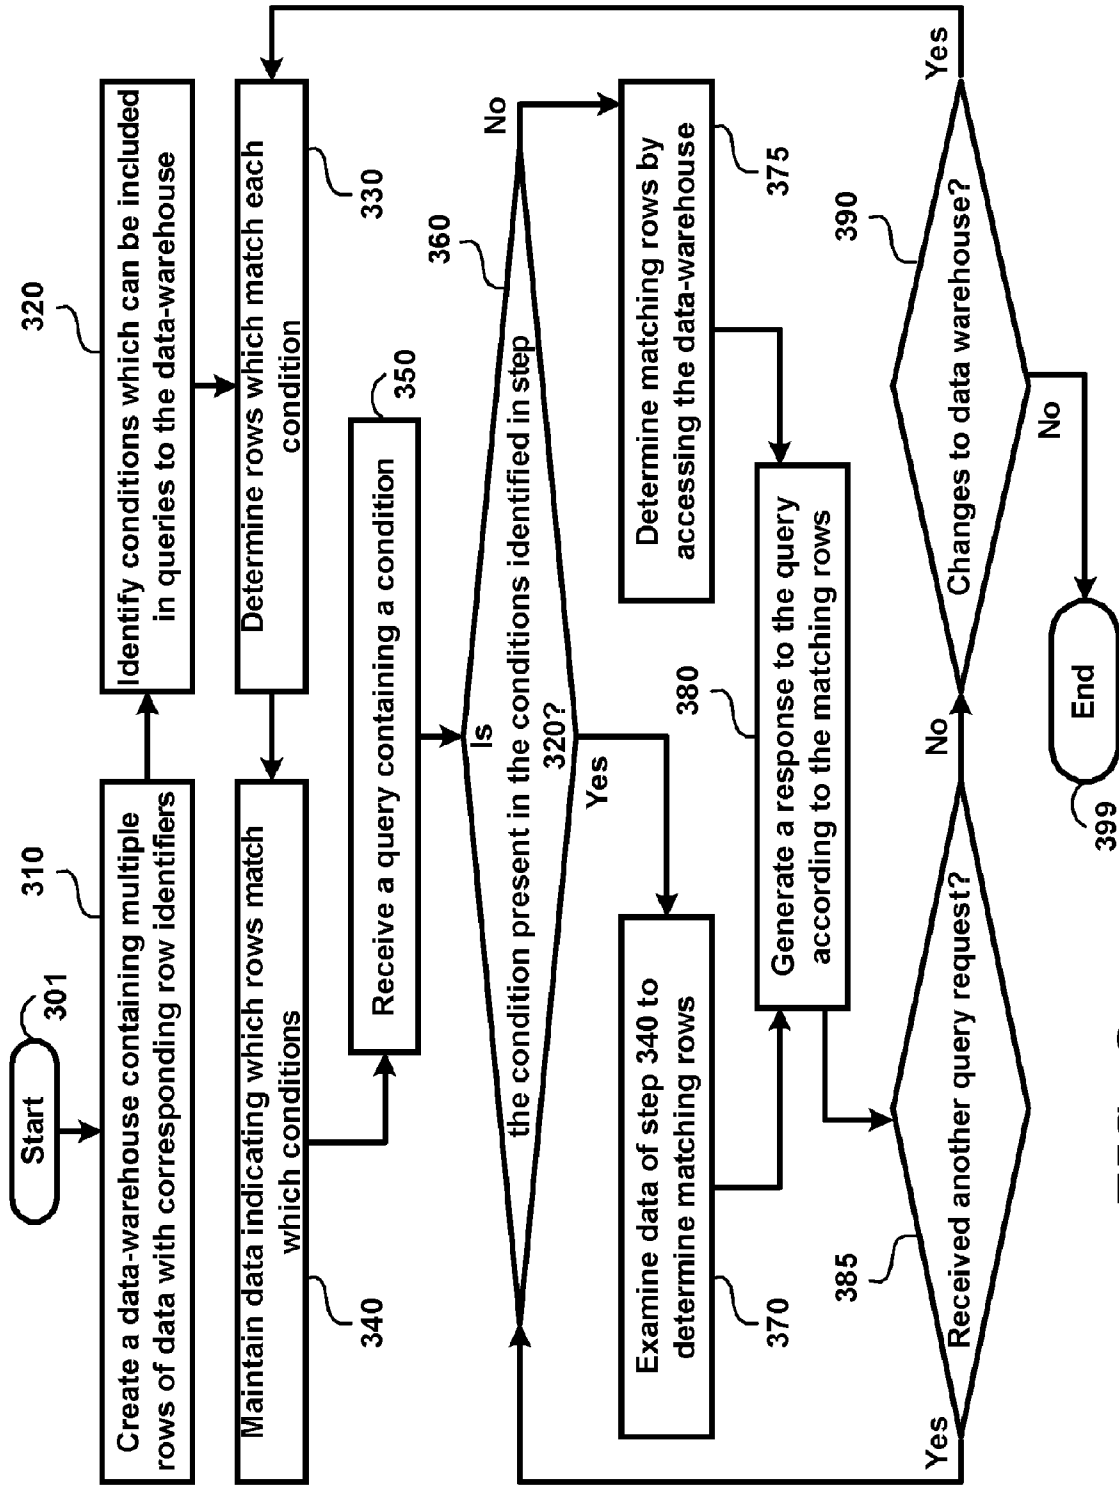 Start
301
Create a data-warehouse containing multiple
rows of data with corresponding row identifiers
310
Identify conditions which can be included
in queries to the data-warehouse
320
Determine rows which match each
condition
330
Maintain data indicating which rows match
which conditions
340
Receive a query containing a condition
350
Is
the condition present in the conditions identified in step
320?
360
No
Yes
Examine data of step 340 to
determine matching rows
370
Determine matching rows by
accessing the data-warehouse
375
Generate a response to the query
according to the matching rows
380
Received another query request?
385
Yes
No
Changes to data warehouse?
390
Yes
No
End
399